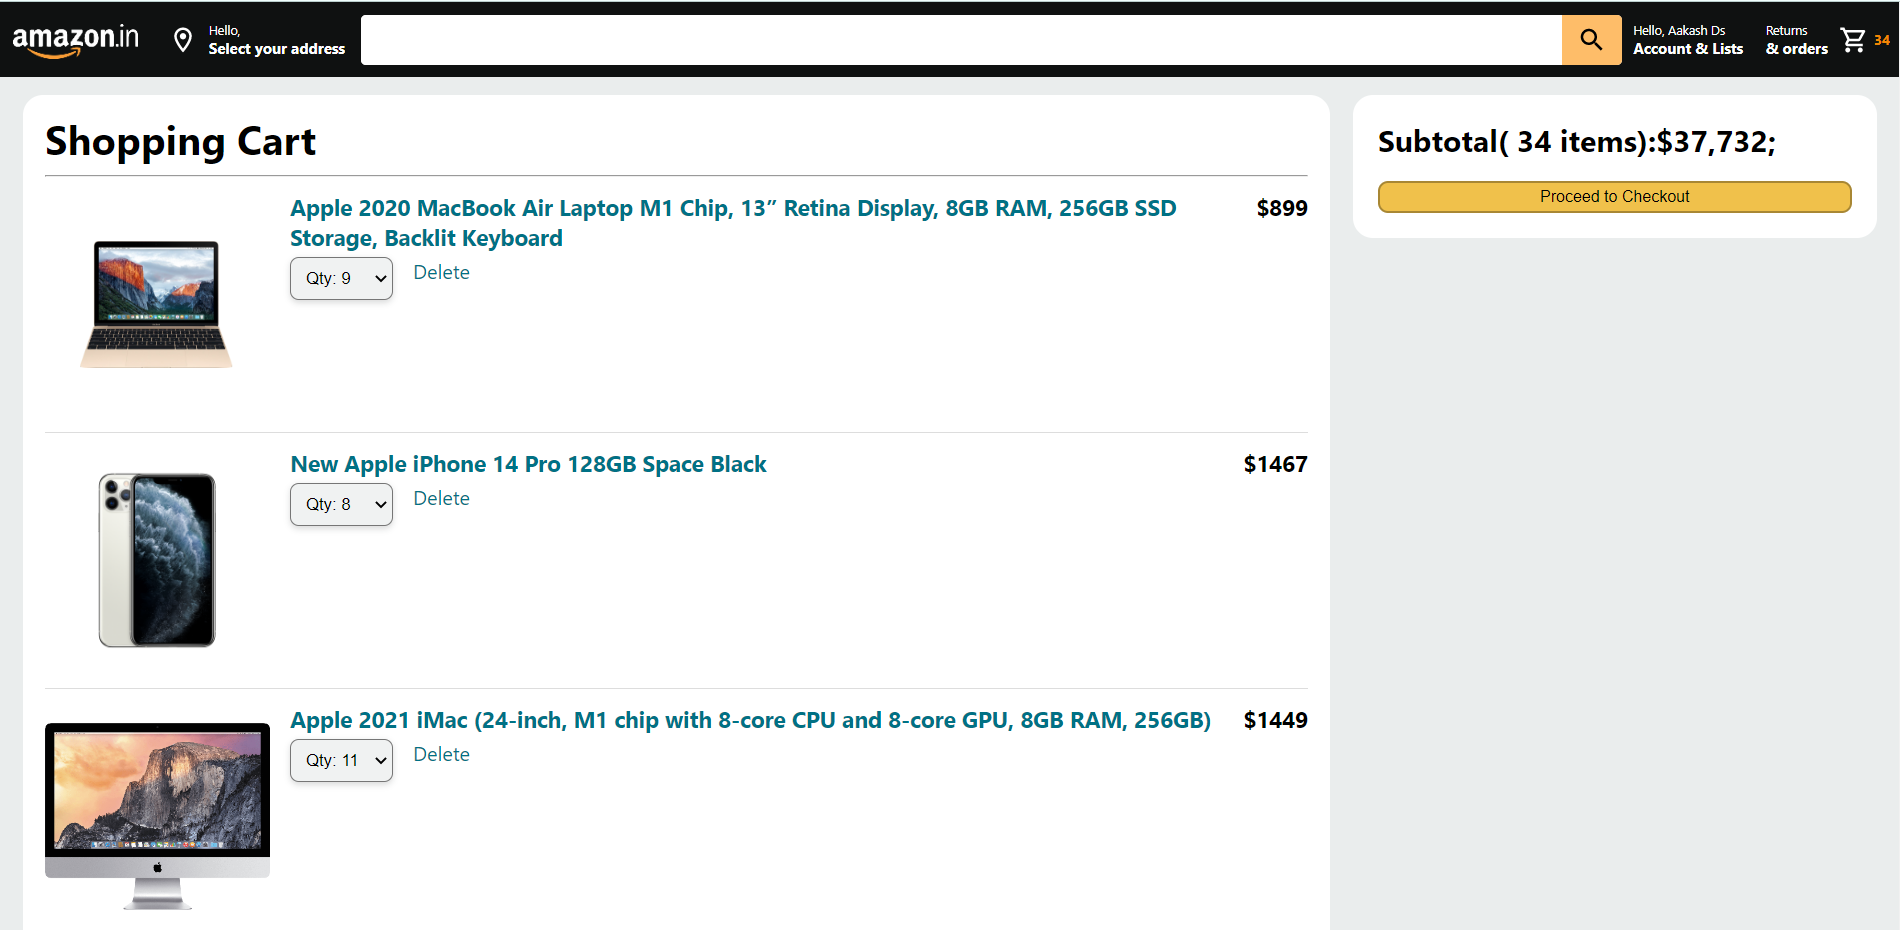 amazon.in
Hello,
Select your address
Hello, Aakash Ds
Account & Lists
Returns
& orders
34
Shopping Cart
Apple 2020 MacBook Air Laptop M1 Chip, 13” Retina Display, 8GB RAM, 256GB SSD
Storage, Backlit Keyboard
$899
Qty: 9
Delete
New Apple iPhone 14 Pro 128GB Space Black
$1467
Qty: 8
Delete
Apple 2021 iMac (24-inch, M1 chip with 8-core CPU and 8-core GPU, 8GB RAM, 256GB)
$1449
Qty: 11
Delete
Subtotal( 34 items):$37,732;
Proceed to Checkout